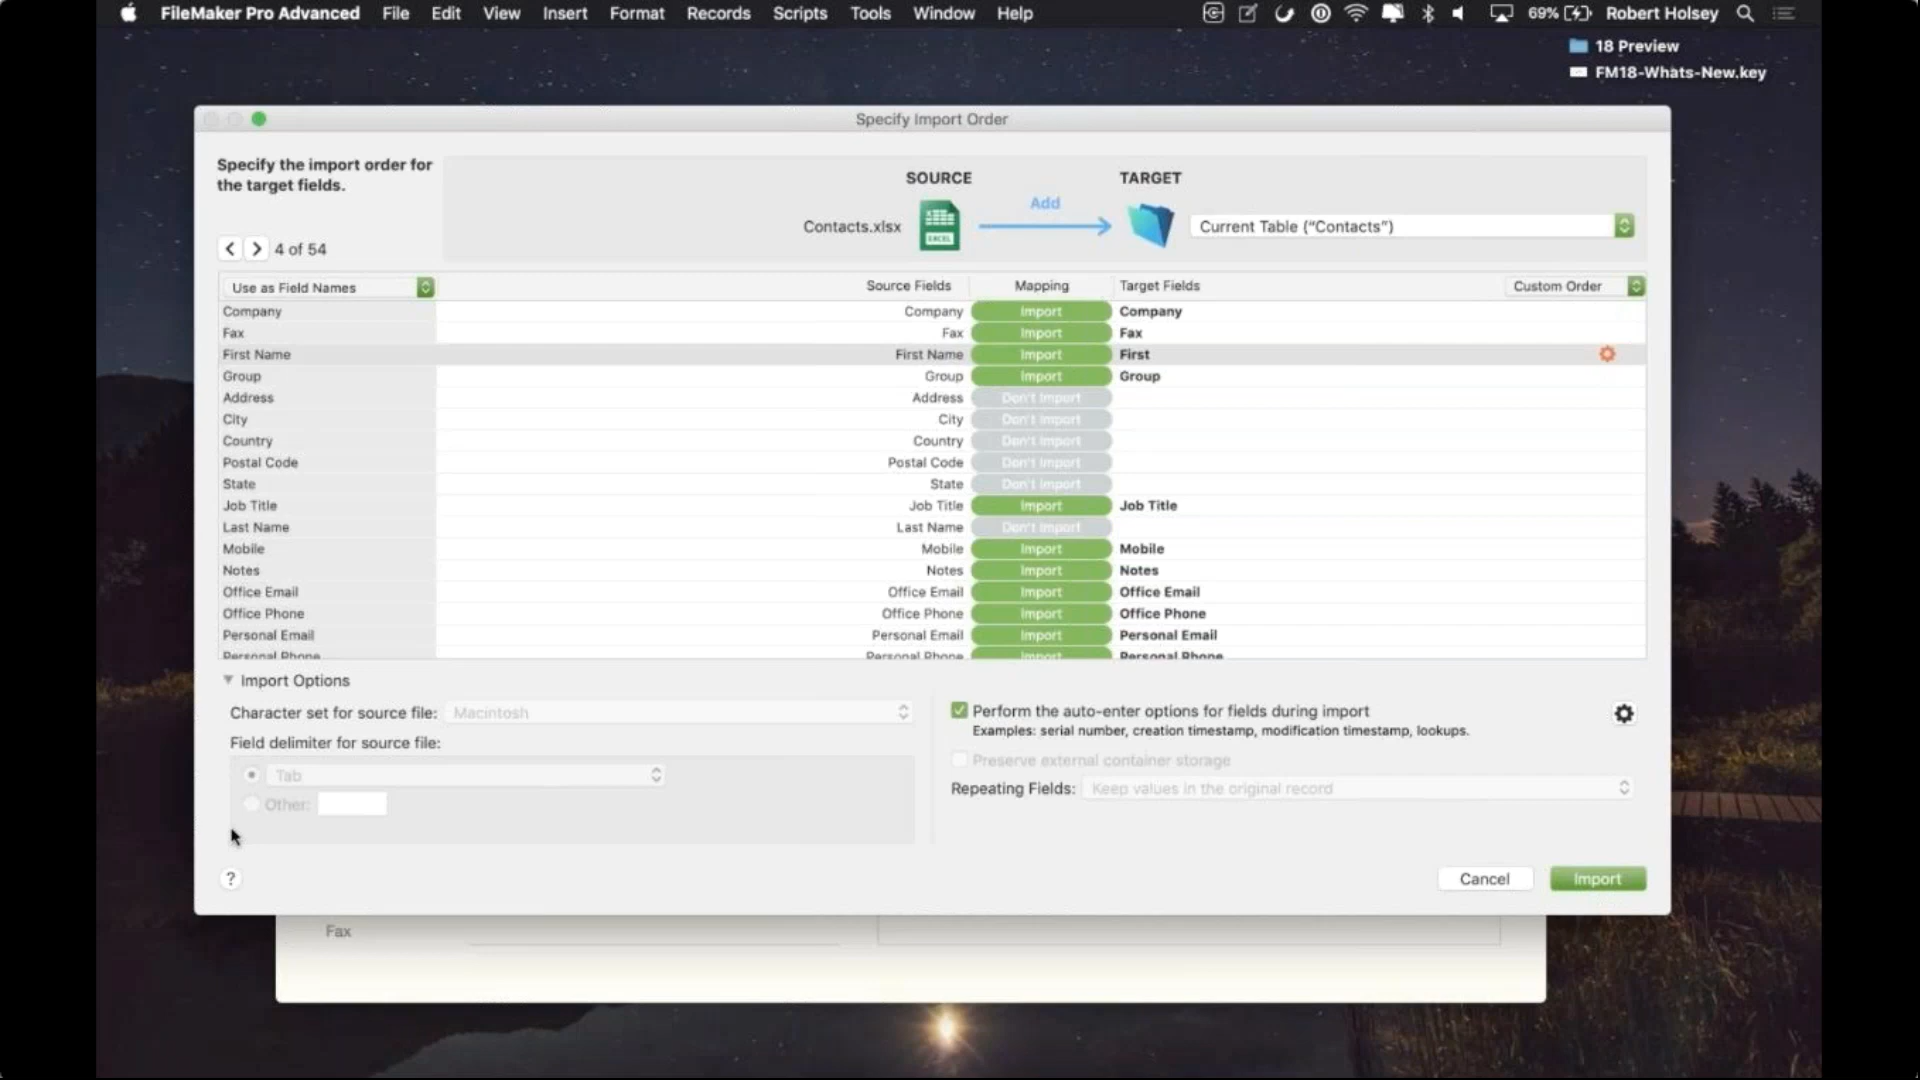 FileMaker Pro Advanced File Edit View Insert Format Records Scripts Tools Window Help 69% Robert Holsey
18 Preview
FM18-Whats-New.key
Specify Import Order
Specify the import order for
the target fields.
SOURCE TARGET
Add
Contacts.xlsx EXCEL Current Table ("Contacts")
4 of 54
Use as Field Names Source Fields Mapping Target Fields Custom Order
Company Company Import Company
Fax Fax Import Fax
First Name First Name Import First
Group Group Import Group
Address Address Don't Import
City City Don't Import
Country Country Don't Import
Postal Code Postal Code Don't Import
State State Don't Import
Job Title Job Title Import Job Title
Last Name Last Name Don't Import
Mobile Mobile Import Mobile
Notes Notes Import Notes
Office Email Office Email Import Office Email
Office Phone Office Phone Import Office Phone
Personal Email Personal Email Import Personal Email
Personal Phone Personal Phone Import Personal Phone
Import Options
Character set for source file: Macintosh
Perform the auto-enter options for fields during import
Examples: serial number, creation timestamp, modification timestamp, lookups.
Field delimiter for source file:
Preserve external container storage
Tab
Repeating Fields: Keep values in the original record
Other:
? Cancel Import
Fax